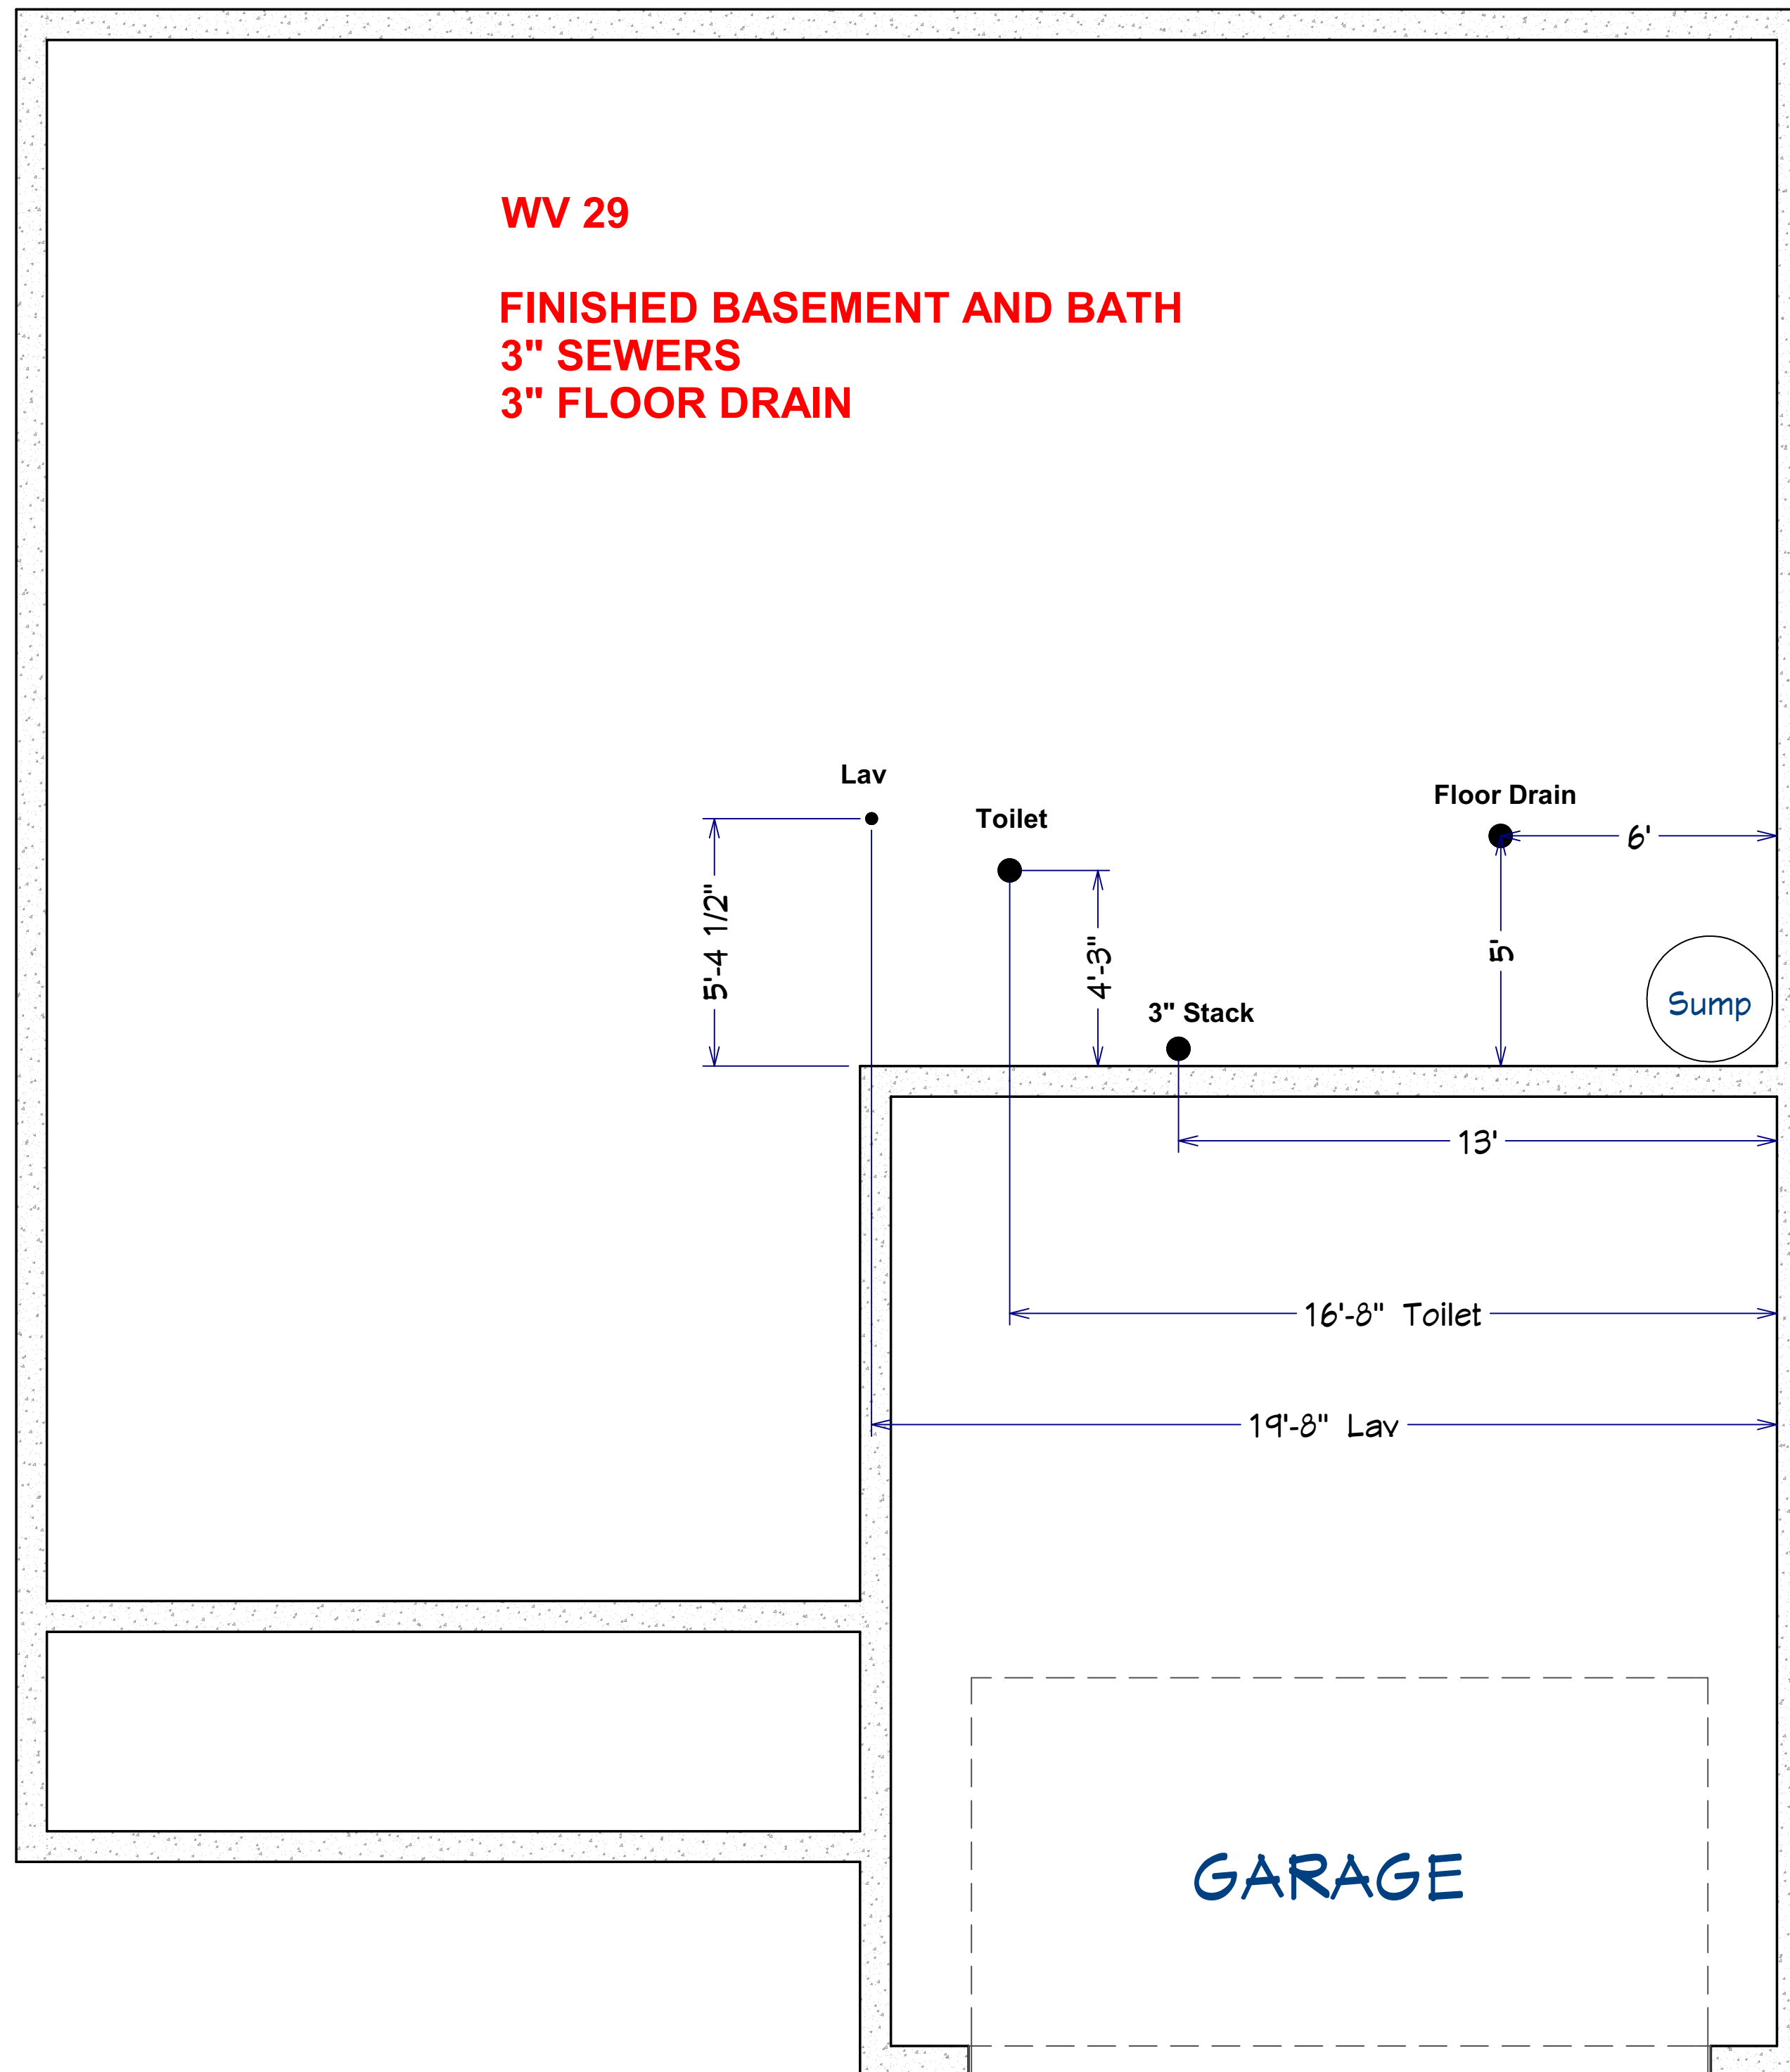 WV 29
FINISHED BASEMENT AND BATH
3" SEWERS
3" FLOOR DRAIN
Lav
Toilet
Floor Drain
6'
5'-4 1/2"
4'-3"
5'
3" Stack
Sump
13'
16'-8" Toilet
19'-8" Lav
GARAGE